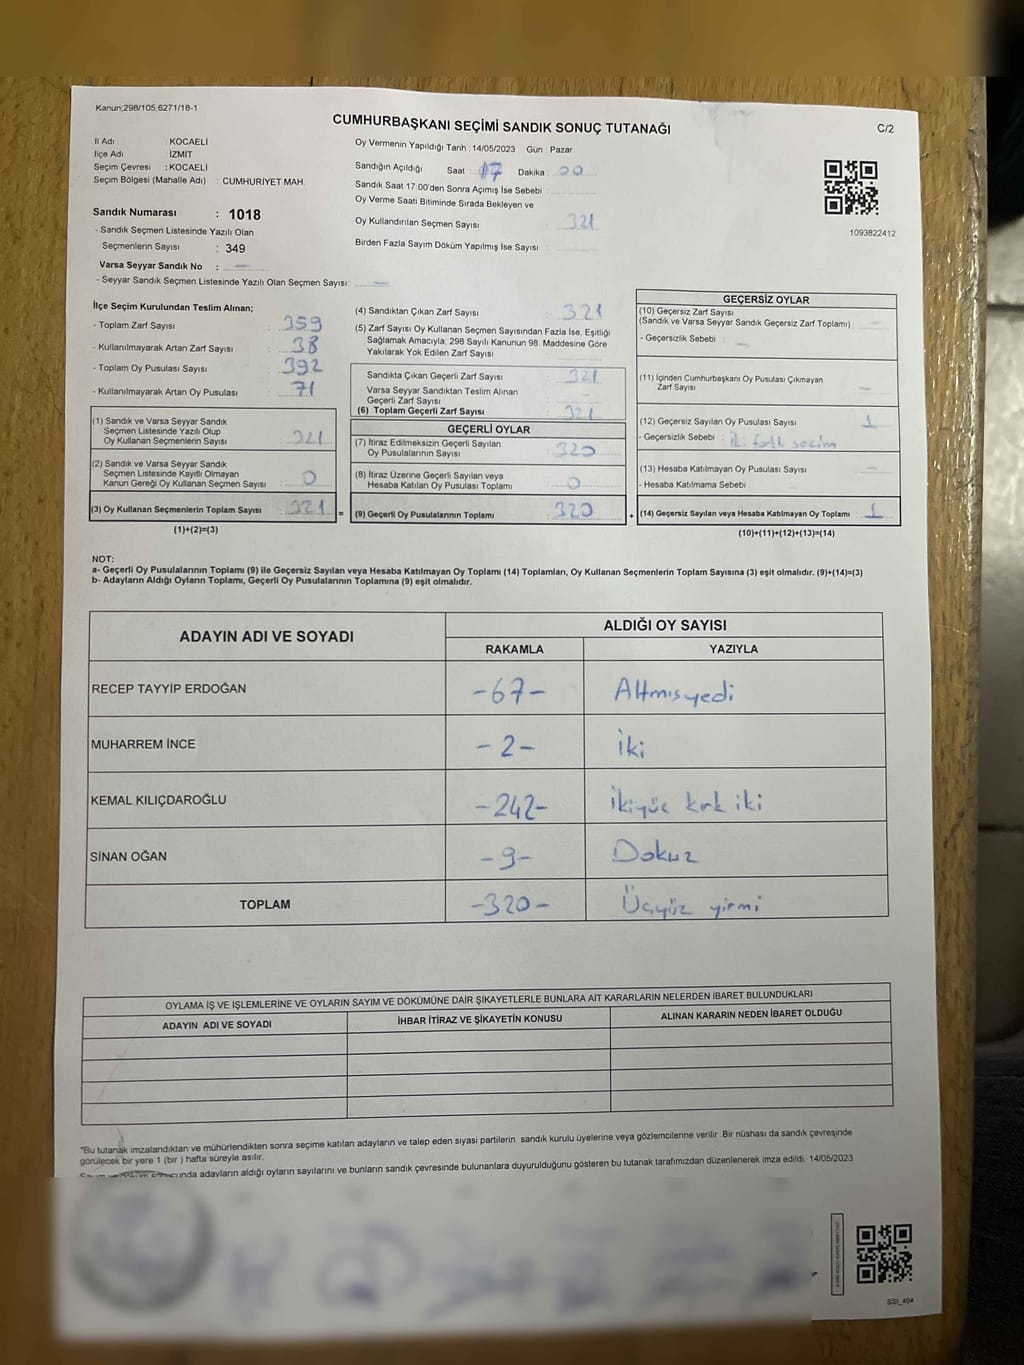 Kanun;298/105;6271/18-1
CUMHURBAŞKANI SEÇİMİ SANDIK SONUÇ TUTANAĞI
C/2
İl Adı : KOCAELİ
İlçe Adı İZMİT
Seçim Çevresi : KOCAELİ
Seçim Bölgesi (Mahalle Adı) : CUMHURİYET MAH.
Sandık Numarası : 1018
- Sandık Seçmen Listesinde Yazılı Olan
Seçmenlerin Sayısı : 349
Varsa Seyyar Sandık No : —
- Seyyar Sandık Seçmen Listesinde Yazılı Olan Seçmen Sayısı: —
Oy Vermenin Yapıldığı Tarih : 14/05/2023 Gün : Pazar
Sandığın Açıldığı Saat : 17 Dakika : 00
Sandık Saat 17:00'den Sonra Açımış İse Sebebi :
Oy Verme Saati Bitiminde Sırada Bekleyen ve
Oy Kullandırılan Seçmen Sayısı : 321
Birden Fazla Sayım Döküm Yapılmış İse Sayısı :
1093822412
İlçe Seçim Kurulundan Teslim Alınan;
- Toplam Zarf Sayısı : 359
- Kullanılmayarak Artan Zarf Sayısı : 38
- Toplam Oy Pusulası Sayısı : 392
- Kullanılmayarak Artan Oy Pusulası : 71
(1) Sandık ve Varsa Seyyar Sandık
Seçmen Listesinde Yazılı Olup
Oy Kullanan Seçmenlerin Sayısı : 321
(2) Sandık ve Varsa Seyyar Sandık
Seçmen Listesinde Kayıtlı Olmayan
Kanun Gereği Oy Kullanan Seçmen Sayısı : 0
(3) Oy Kullanan Seçmenlerin Toplam Sayısı : 321
(1)+(2)=(3)
(4) Sandıktan Çıkan Zarf Sayısı : 321
(5) Zarf Sayısı Oy Kullanan Seçmen Sayısından Fazla İse, Eşitliği
Sağlamak Amacıyla, 298 Sayılı Kanunun 98. Maddesine Göre
Yakılarak Yok Edilen Zarf Sayısı :
Sandıkta Çıkan Geçerli Zarf Sayısı : 321
Varsa Seyyar Sandıktan Teslim Alınan
Geçerli Zarf Sayısı : —
(6) Toplam Geçerli Zarf Sayısı : 321
GEÇERLİ OYLAR
(7) İtiraz Edilmeksizin Geçerli Sayılan
Oy Pusulalarının Sayısı : 320
(8) İtiraz Üzerine Geçerli Sayılan veya
Hesaba Katılan Oy Pusulası Toplamı : 0
= (9) Geçerli Oy Pusulalarının Toplamı : 320 +
GEÇERSİZ OYLAR
(10) Geçersiz Zarf Sayısı
(Sandık ve Varsa Seyyar Sandık Geçersiz Zarf Toplamı) : —
- Geçersizlik Sebebi : —
(11) İçinden Cumhurbaşkanı Oy Pusulası Çıkmayan
Zarf Sayısı : —
(12) Geçersiz Sayılan Oy Pusulası Sayısı : 1
- Geçersizlik Sebebi : iki farklı seçim
(13) Hesaba Katılmayan Oy Pusulası Sayısı : —
- Hesaba Katılmama Sebebi :
(14) Geçersiz Sayılan veya Hesaba Katılmayan Oy Toplamı : 1
(10)+(11)+(12)+(13)=(14)
NOT:
a- Geçerli Oy Pusulalarının Toplamı (9) ile Geçersiz Sayılan veya Hesaba Katılmayan Oy Toplamı (14) Toplamları, Oy Kullanan Seçmenlerin Toplam Sayısına (3) eşit olmalıdır. (9)+(14)=(3)
b- Adayların Aldığı Oyların Toplamı, Geçerli Oy Pusulalarının Toplamına (9) eşit olmalıdır.
ADAYIN ADI VE SOYADI
ALDIĞI OY SAYISI
RAKAMLA YAZIYLA
RECEP TAYYİP ERDOĞAN -67- Altmışyedi
MUHARREM İNCE -2- İki
KEMAL KILIÇDAROĞLU -242- İkiyüz kırk iki
SİNAN OĞAN -9- Dokuz
TOPLAM -320- Üçyüz yirmi
OYLAMA İŞ VE İŞLEMLERİNE VE OYLARIN SAYIM VE DÖKÜMÜNE DAİR ŞİKAYETLERLE BUNLARA AİT KARARLARIN NELERDEN İBARET BULUNDUKLARI
ADAYIN ADI VE SOYADI İHBAR İTİRAZ VE ŞİKAYETİN KONUSU ALINAN KARARIN NEDEN İBARET OLDUĞU
*Bu tutanak imzalandıktan ve mühürlendikten sonra seçime katılan adayların ve talep eden siyasi partilerin sandık kurulu üyelerine veya gözlemcilerine verilir. Bir nüshası da sandık çevresinde
görülecek bir yere 1 (bir ) hafta süreyle asılır.
adayların aldığı oyların sayılarını ve bunların sandık çevresinde bulunanlara duyurulduğunu gösteren bu tutanak tarafımızdan düzenlenerek imza edildi. 14/05/2023
SSI_404